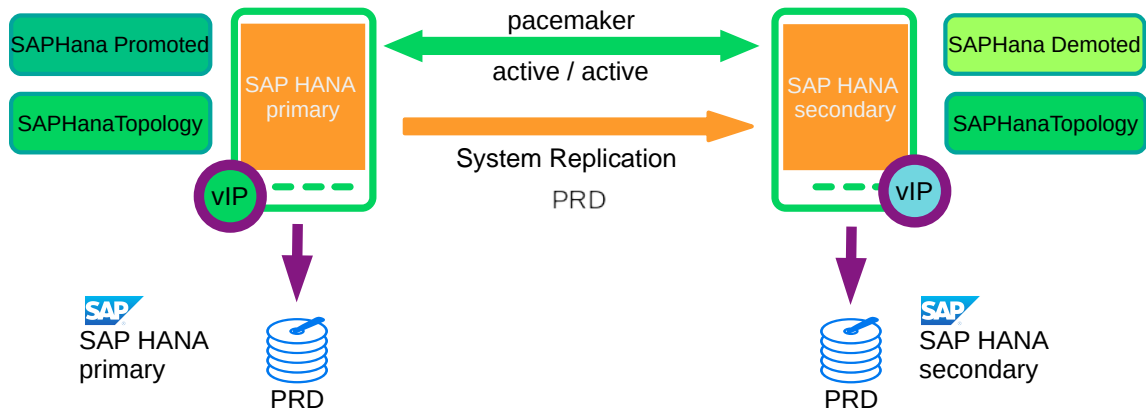 SAPHana Promoted
SAPHanaTopology
SAP HANA
primary
vIP
pacemaker
active / active
System Replication
PRD
SAP HANA
secondary
vIP
SAPHana Demoted
SAPHanaTopology
SAP
SAP HANA
primary
PRD
PRD
SAP
SAP HANA
secondary